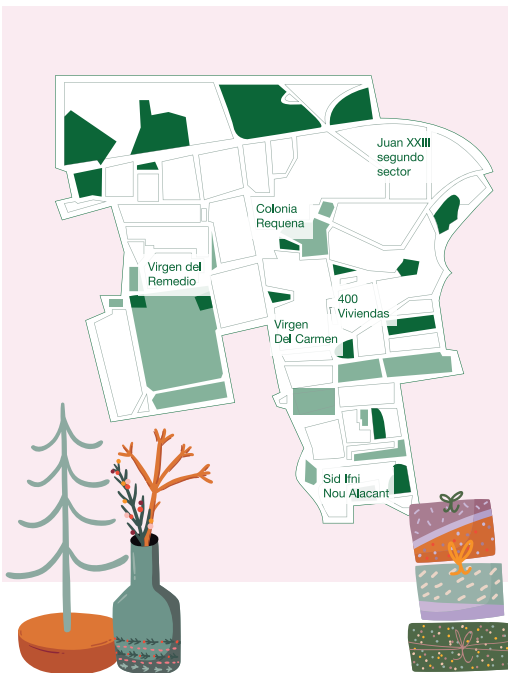 Juan XXIII
segundo
sector
Colonia
Requena
Virgen del
Remedio
400
Viviendas
Virgen
Del Carmen
Sid Ifni
Nou Alacant